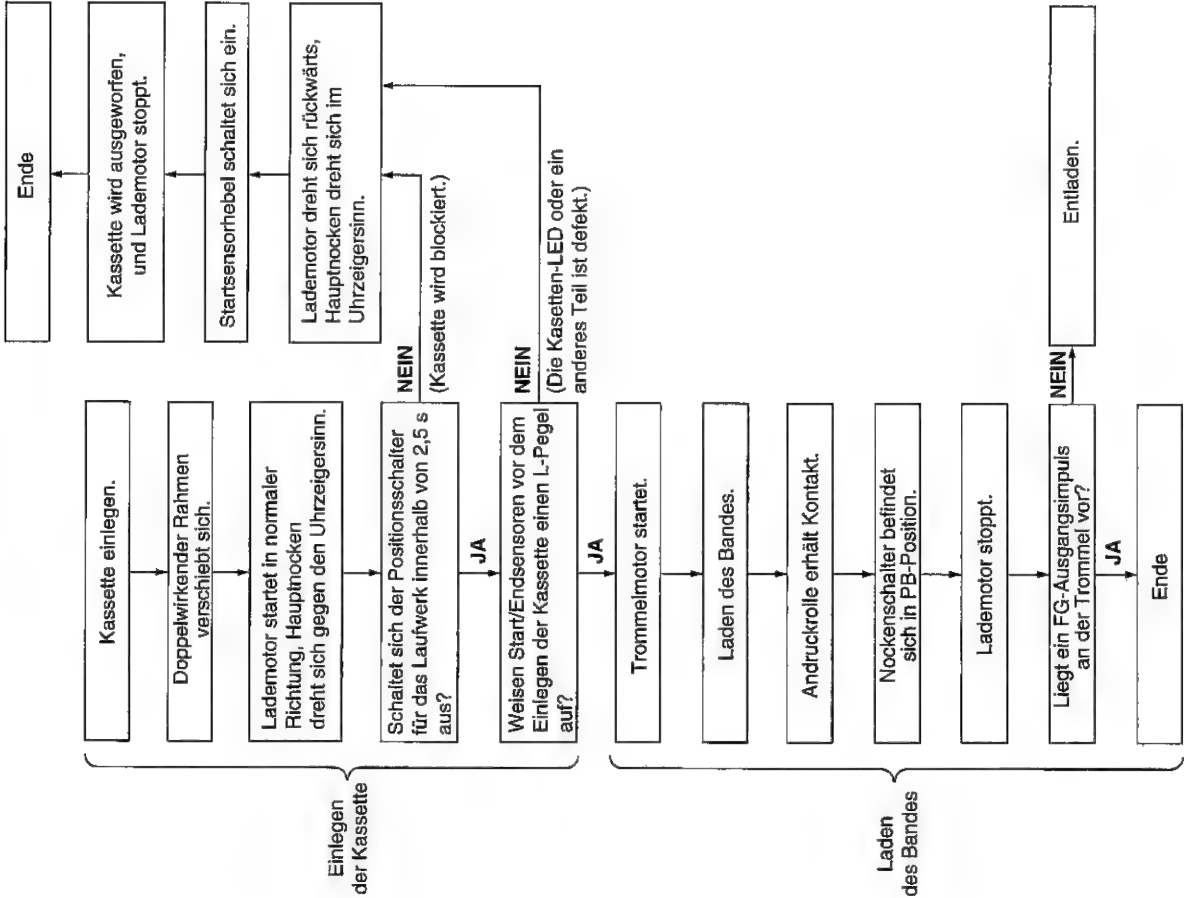 Einlegen
der Kassette
Kassette einlegen.
Doppelwirkender Rahmen
verschiebt sich.
Lademotor startet in normaler
Richtung, Hauptnocken
dreht sich gegen den Uhrzeigersinn.
Schaltet sich der Positionsschalter
für das Laufwerk innerhalb von 2,5 s
aus?
NEIN
(Kassette wird blockiert.)
JA
Weisen Start/Endsensoren vor dem
Einlegen der Kassette einen L-Pegel
auf?
NEIN
(Die Kasetten-LED oder ein
anderes Teil ist defekt.)
JA
Lademotor dreht sich rückwärts,
Hauptnocken dreht sich im
Uhrzeigersinn.
Startsensorhebel schaltet sich ein.
Kassette wird ausgeworfen,
und Lademotor stoppt.
Ende
Laden
des Bandes
Trommelmotor startet.
Laden des Bandes.
Andruckrolle erhält Kontakt.
Nockenschalter befindet
sich in PB-Position.
Lademotor stoppt.
Liegt ein FG-Ausgangsimpuls
an der Trommel vor?
NEIN
Entladen.
JA
Ende